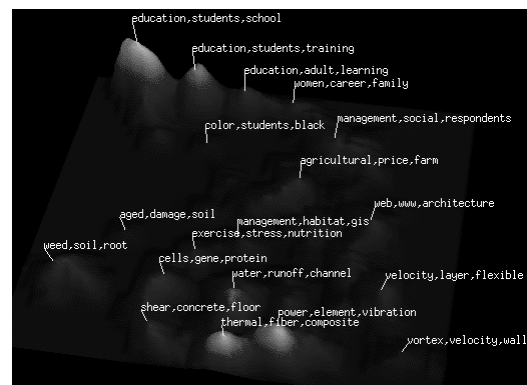 education,students,school
education,students,training
education,adult,learning
women,career,family
management,social,respondents
color,students,black
agricultural,price,farm
web,www,architecture
aged,damage,soil
management,habitat,gis
exercise,stress,nutrition
weed,soil,root
cells,gene,protein
water,runoff,channel
velocity,layer,flexible
shear,concrete,floor
power,element,vibration
thermal,fiber,composite
vortex,velocity,wall